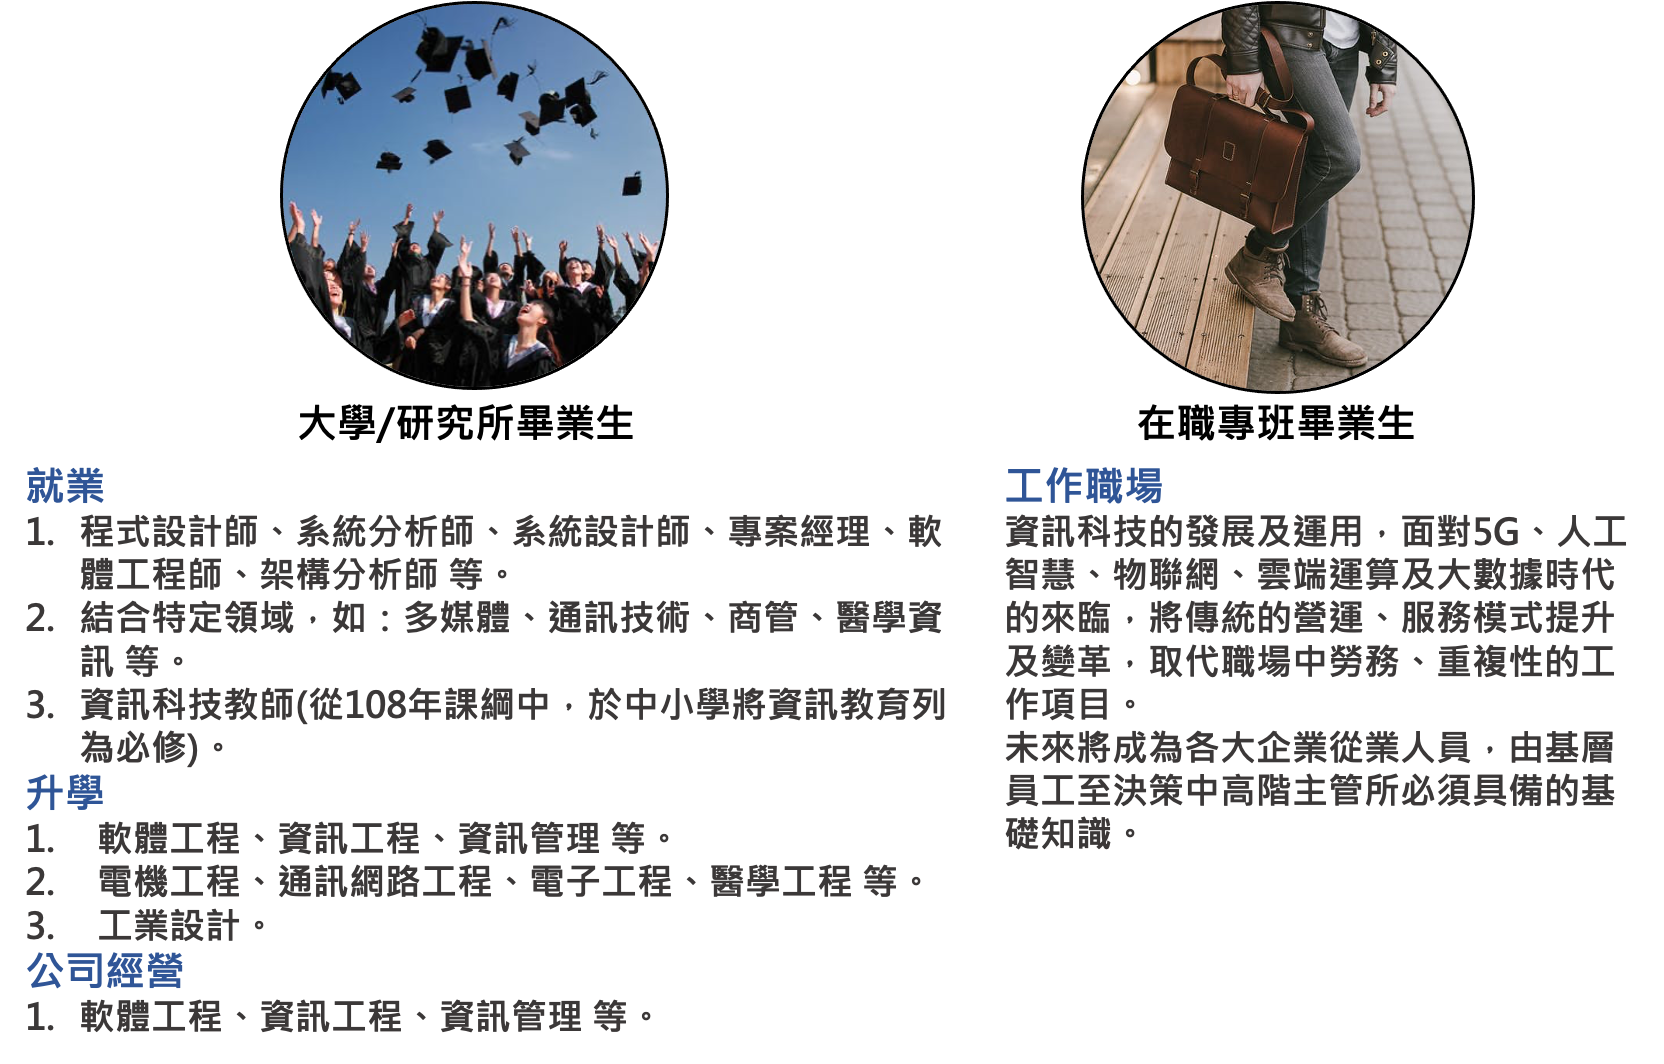 大學/研究所畢業生
就業
1. 程式設計師、系統分析師、系統設計師、專案經理、軟
體工程師、架構分析師 等。
2. 結合特定領域，如：多媒體、通訊技術、商管、醫學資
訊 等。
3. 資訊科技教師(從108年課綱中，於中小學將資訊教育列
為必修)。
升學
1. 軟體工程、資訊工程、資訊管理 等。
2. 電機工程、通訊網路工程、電子工程、醫學工程 等。
3. 工業設計。
公司經營
1. 軟體工程、資訊工程、資訊管理 等。
在職專班畢業生
工作職場
資訊科技的發展及運用，面對5G、人工
智慧、物聯網、雲端運算及大數據時代
的來臨，將傳統的營運、服務模式提升
及變革，取代職場中勞務、重複性的工
作項目。
未來將成為各大企業從業人員，由基層
員工至決策中高階主管所必須具備的基
礎知識。